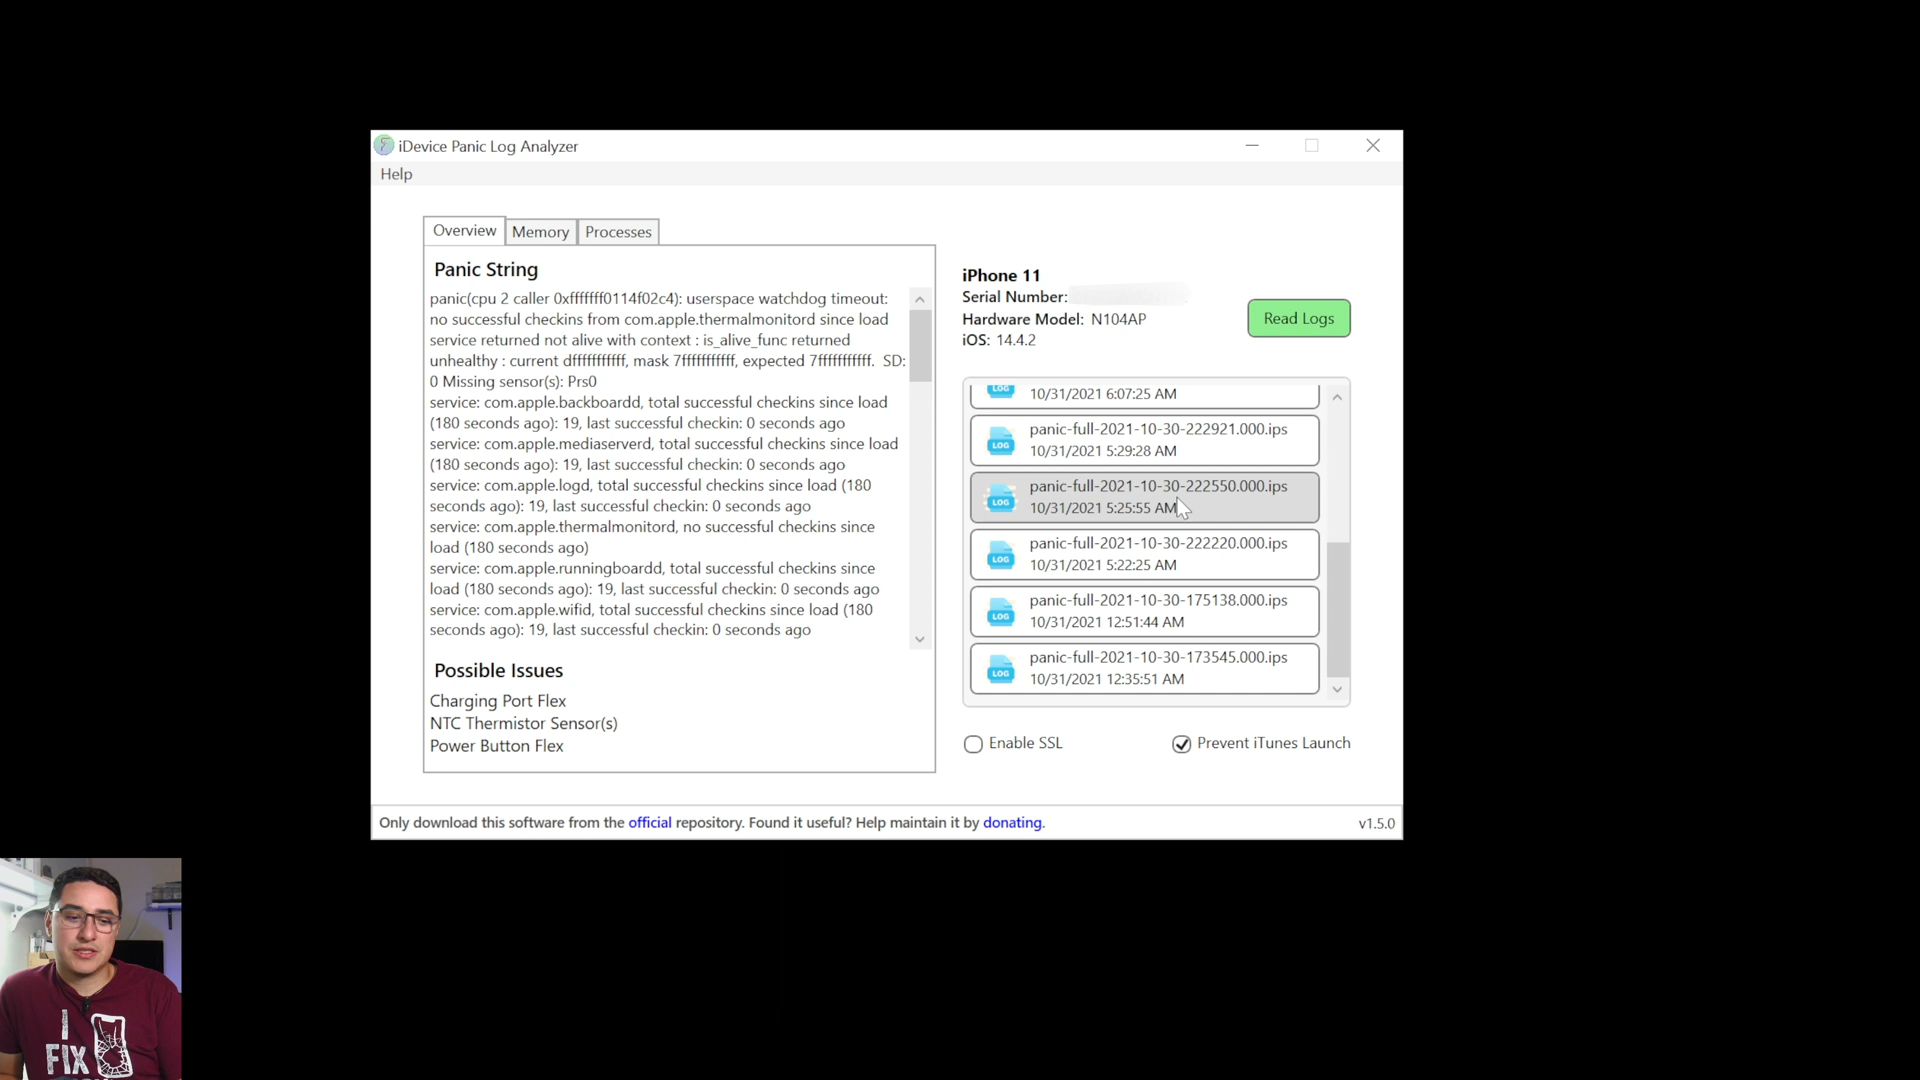 iDevice Panic Log Analyzer
Help
Overview
Memory
Processes
Panic String
panic(cpu 2 caller 0xfffffff0114f02c4): userspace watchdog timeout:
no successful checkins from com.apple.thermalmonitord since load
service returned not alive with context : is_alive_func returned
unhealthy : current dfffffffffff, mask 7fffffffffff, expected 7fffffffffff. SD:
0 Missing sensor(s): Prs0
service: com.apple.backboardd, total successful checkins since load
(180 seconds ago): 19, last successful checkin: 0 seconds ago
service: com.apple.mediaserverd, total successful checkins since load
(180 seconds ago): 19, last successful checkin: 0 seconds ago
service: com.apple.logd, total successful checkins since load (180
seconds ago): 19, last successful checkin: 0 seconds ago
service: com.apple.thermalmonitord, no successful checkins since
load (180 seconds ago)
service: com.apple.runningboardd, total successful checkins since
load (180 seconds ago): 19, last successful checkin: 0 seconds ago
service: com.apple.wifid, total successful checkins since load (180
seconds ago): 19, last successful checkin: 0 seconds ago
Possible Issues
Charging Port Flex
NTC Thermistor Sensor(s)
Power Button Flex
iPhone 11
Serial Number:
Hardware Model: N104AP
iOS: 14.4.2
Read Logs
LOG
10/31/2021 6:07:25 AM
LOG
panic-full-2021-10-30-222921.000.ips
10/31/2021 5:29:28 AM
LOG
panic-full-2021-10-30-222550.000.ips
10/31/2021 5:25:55 AM
LOG
panic-full-2021-10-30-222220.000.ips
10/31/2021 5:22:25 AM
LOG
panic-full-2021-10-30-175138.000.ips
10/31/2021 12:51:44 AM
LOG
panic-full-2021-10-30-173545.000.ips
10/31/2021 12:35:51 AM
Enable SSL
Prevent iTunes Launch
Only download this software from the official repository. Found it useful? Help maintain it by donating.
v1.5.0
I
FIX